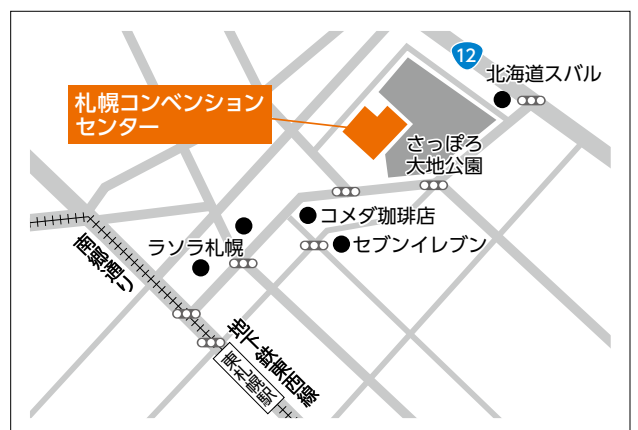 12
北海道スバル
札幌コンベンション
センター
さっぽろ
大地公園
コメダ珈琲店
ラソラ札幌
セブンイレブン
南郷通り
地下鉄東西線
東札幌駅